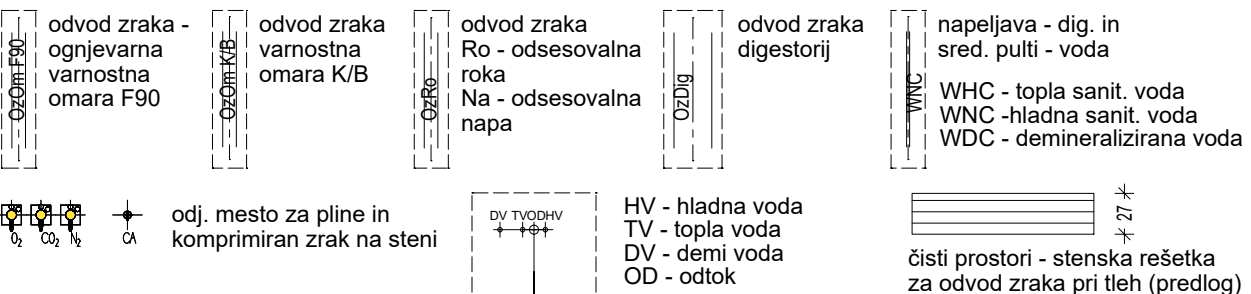 OzOm F90
odvod zraka -
ognjevarna
varnostna
omara F90
OzOm K/B
odvod zraka
varnostna
omara K/B
OzRo
odvod zraka
Ro - odsesovalna
roka
Na - odsesovalna
napa
OzDig
odvod zraka
digestorij
WNC
napeljava - dig. in
sred. pulti - voda
WHC - topla sanit. voda
WNC -hladna sanit. voda
WDC - demineralizirana voda
O₂ CO₂ N₂ CA
odj. mesto za pline in
komprimiran zrak na steni
DV TVODHV
HV - hladna voda
TV - topla voda
DV - demi voda
OD - odtok
27
čisti prostori - stenska rešetka
za odvod zraka pri tleh (predlog)